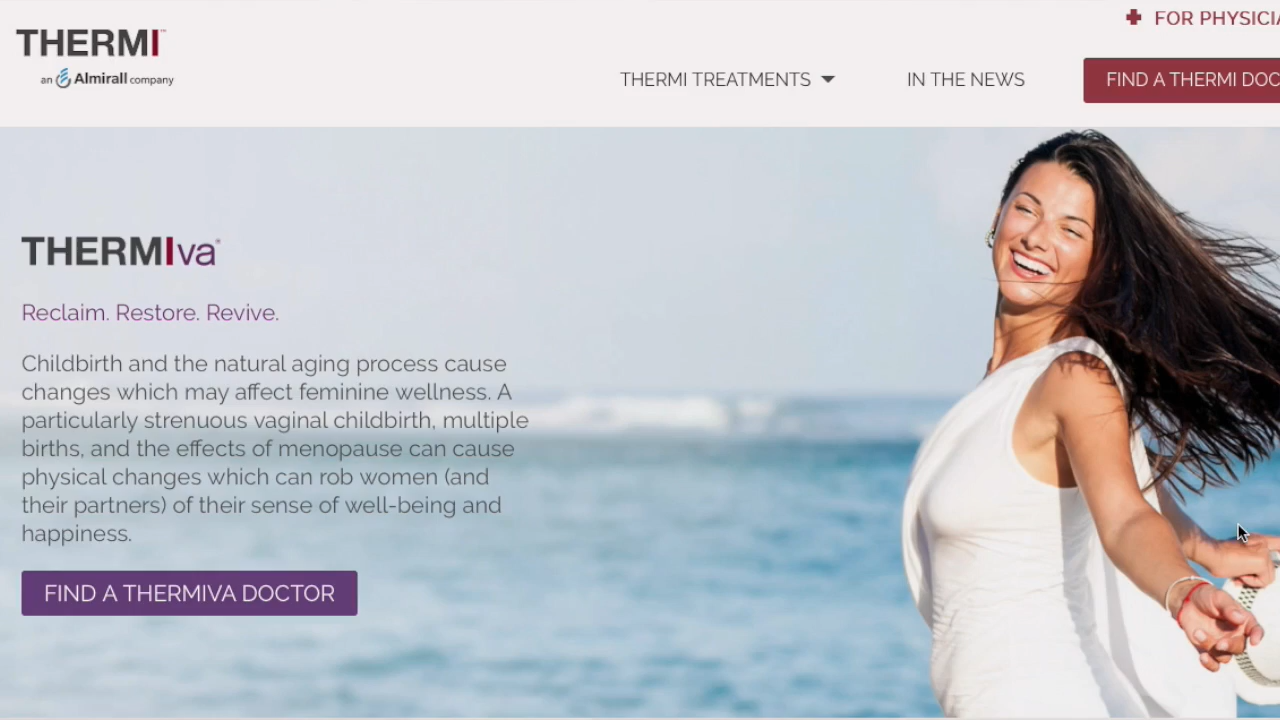 FOR PHYSICIA
THERMI™
an Almirall company
THERMI TREATMENTS
IN THE NEWS
FIND A THERMI DOC
THERMIva®
Reclaim. Restore. Revive.
Childbirth and the natural aging process cause
changes which may affect feminine wellness. A
particularly strenuous vaginal childbirth, multiple
births, and the effects of menopause can cause
physical changes which can rob women (and
their partners) of their sense of well-being and
happiness.
FIND A THERMIVA DOCTOR